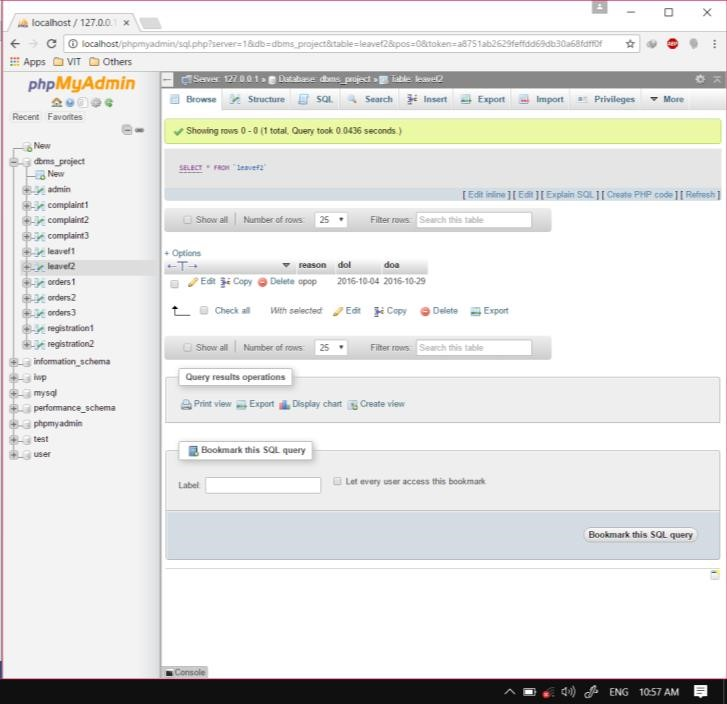 localhost / 127.0.0.1
localhost/phpmyadmin/sql.php?server=1&db=dbms_project&table=leavef2&pos=0&token=a8751ab2629feffdd69db30a68fdff0f
ABP
Apps VIT Others
phpMyAdmin
Recent Favorites
New
dbms_project
New
admin
complaint1
complaint2
complaint3
leavef1
leavef2
orders1
orders2
orders3
registration1
registration2
information_schema
iwp
mysql
performance_schema
phpmyadmin
test
user
Server: 127.0.0.1 » Database: dbms_project » Table: leavef2
Browse Structure SQL Search Insert Export Import Privileges More
Showing rows 0 - 0 (1 total, Query took 0.0436 seconds.)
SELECT * FROM `leavef2`
[ Edit inline ] [ Edit ] [ Explain SQL ] [ Create PHP code ] [ Refresh ]
Show all Number of rows: 25 Filter rows: Search this table
+ Options
←T→ reason dol doa
Edit Copy Delete opop 2016-10-04 2016-10-29
Check all With selected: Edit Copy Delete Export
Show all Number of rows: 25 Filter rows: Search this table
Query results operations
Print view Export Display chart Create view
Bookmark this SQL query
Label: Let every user access this bookmark
Bookmark this SQL query
Console
ENG 10:57 AM